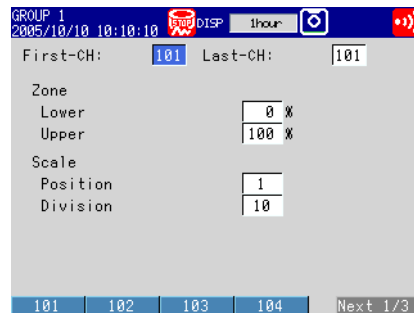 GROUP 1
2005/10/10 10:10:10 STOP DISP 1hour
First-CH: 101 Last-CH: 101
Zone
Lower 0 %
Upper 100 %
Scale
Position 1
Division 10
101 102 103 104 Next 1/3